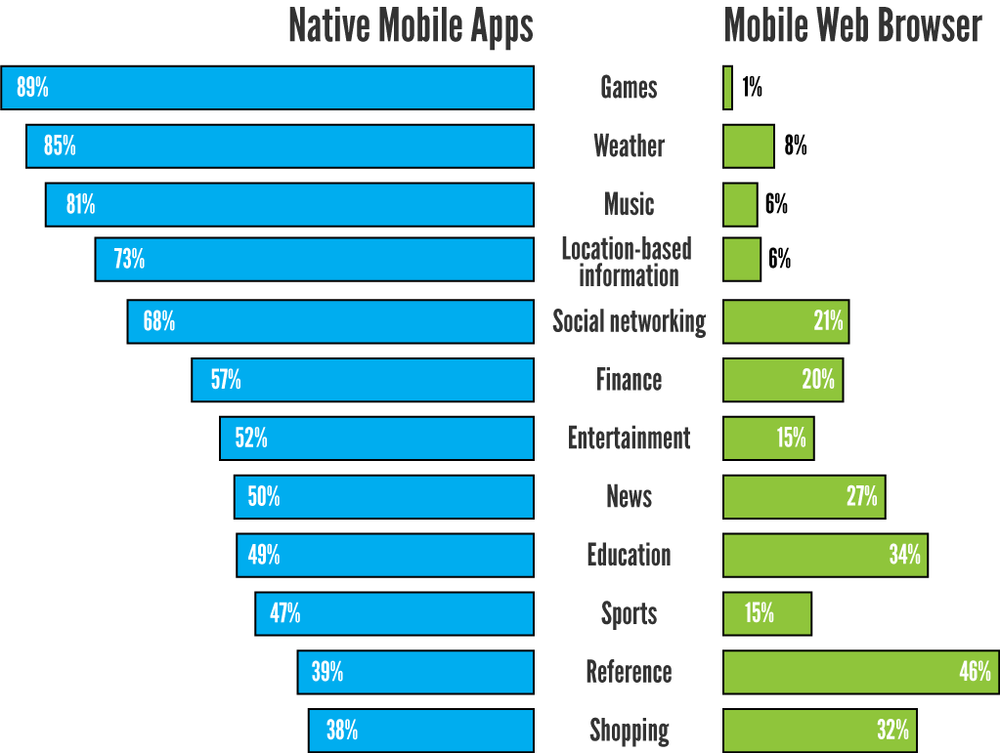 Native Mobile Apps Mobile Web Browser
89% Games 1%
85% Weather 8%
81% Music 6%
73% Location-based
information 6%
68% Social networking 21%
57% Finance 20%
52% Entertainment 15%
50% News 27%
49% Education 34%
47% Sports 15%
39% Reference 46%
38% Shopping 32%